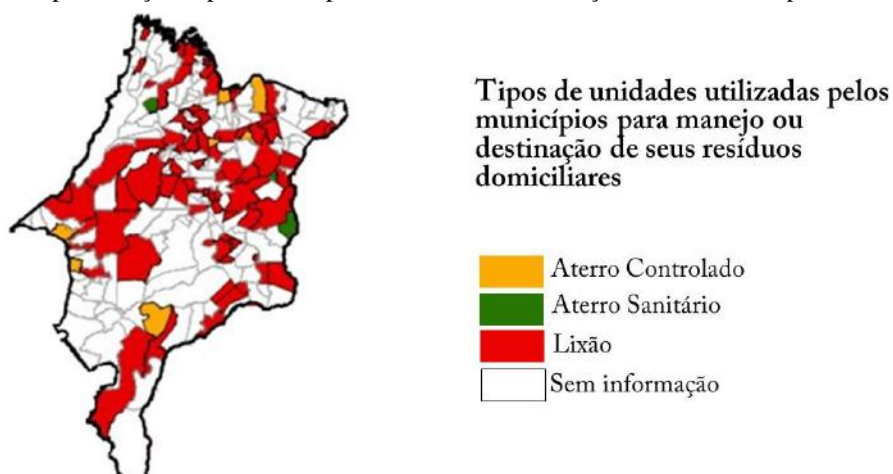 Tipos de unidades utilizadas pelos
municípios para manejo ou
destinação de seus resíduos
domiciliares
Aterro Controlado
Aterro Sanitário
Lixão
Sem informação